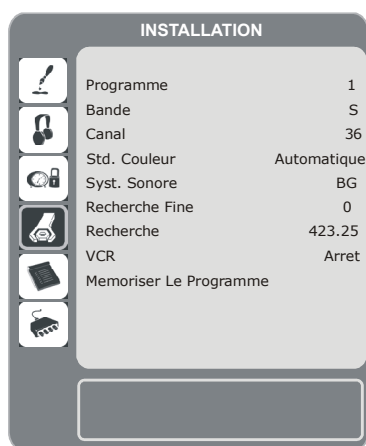 INSTALLATION
Programme 1
Bande S
Canal 36
Std. Couleur Automatique
Syst. Sonore BG
Recherche Fine 0
Recherche 423.25
VCR Arret
Memoriser Le Programme